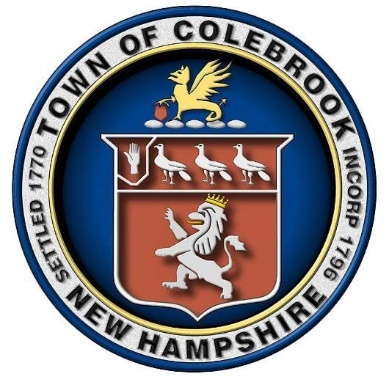 TOWN OF COLEBROOK
SETTLED 1770
INCORP 1796
NEW HAMPSHIRE